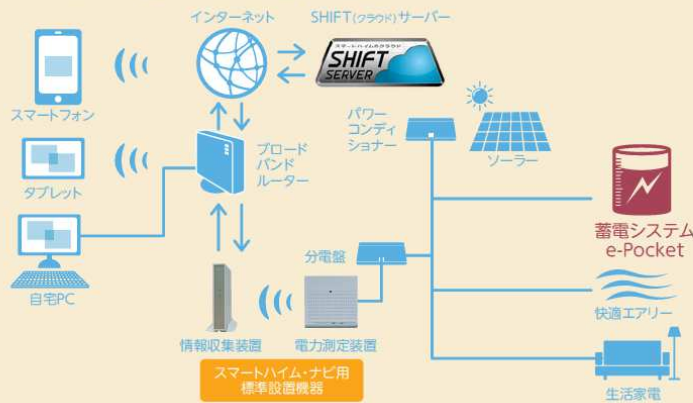 インターネット
SHIFT(クラウド)サーバー
スマートハイムのクラウド
SHIFT
SERVER
スマートフォン
パワー
コンディ
ショナー
ソーラー
ブロード
バンド
ルーター
タブレット
蓄電システム
e-Pocket
分電盤
自宅PC
快適エアリー
情報収集装置
電力測定装置
スマートハイム・ナビ用
標準設置機器
生活家電